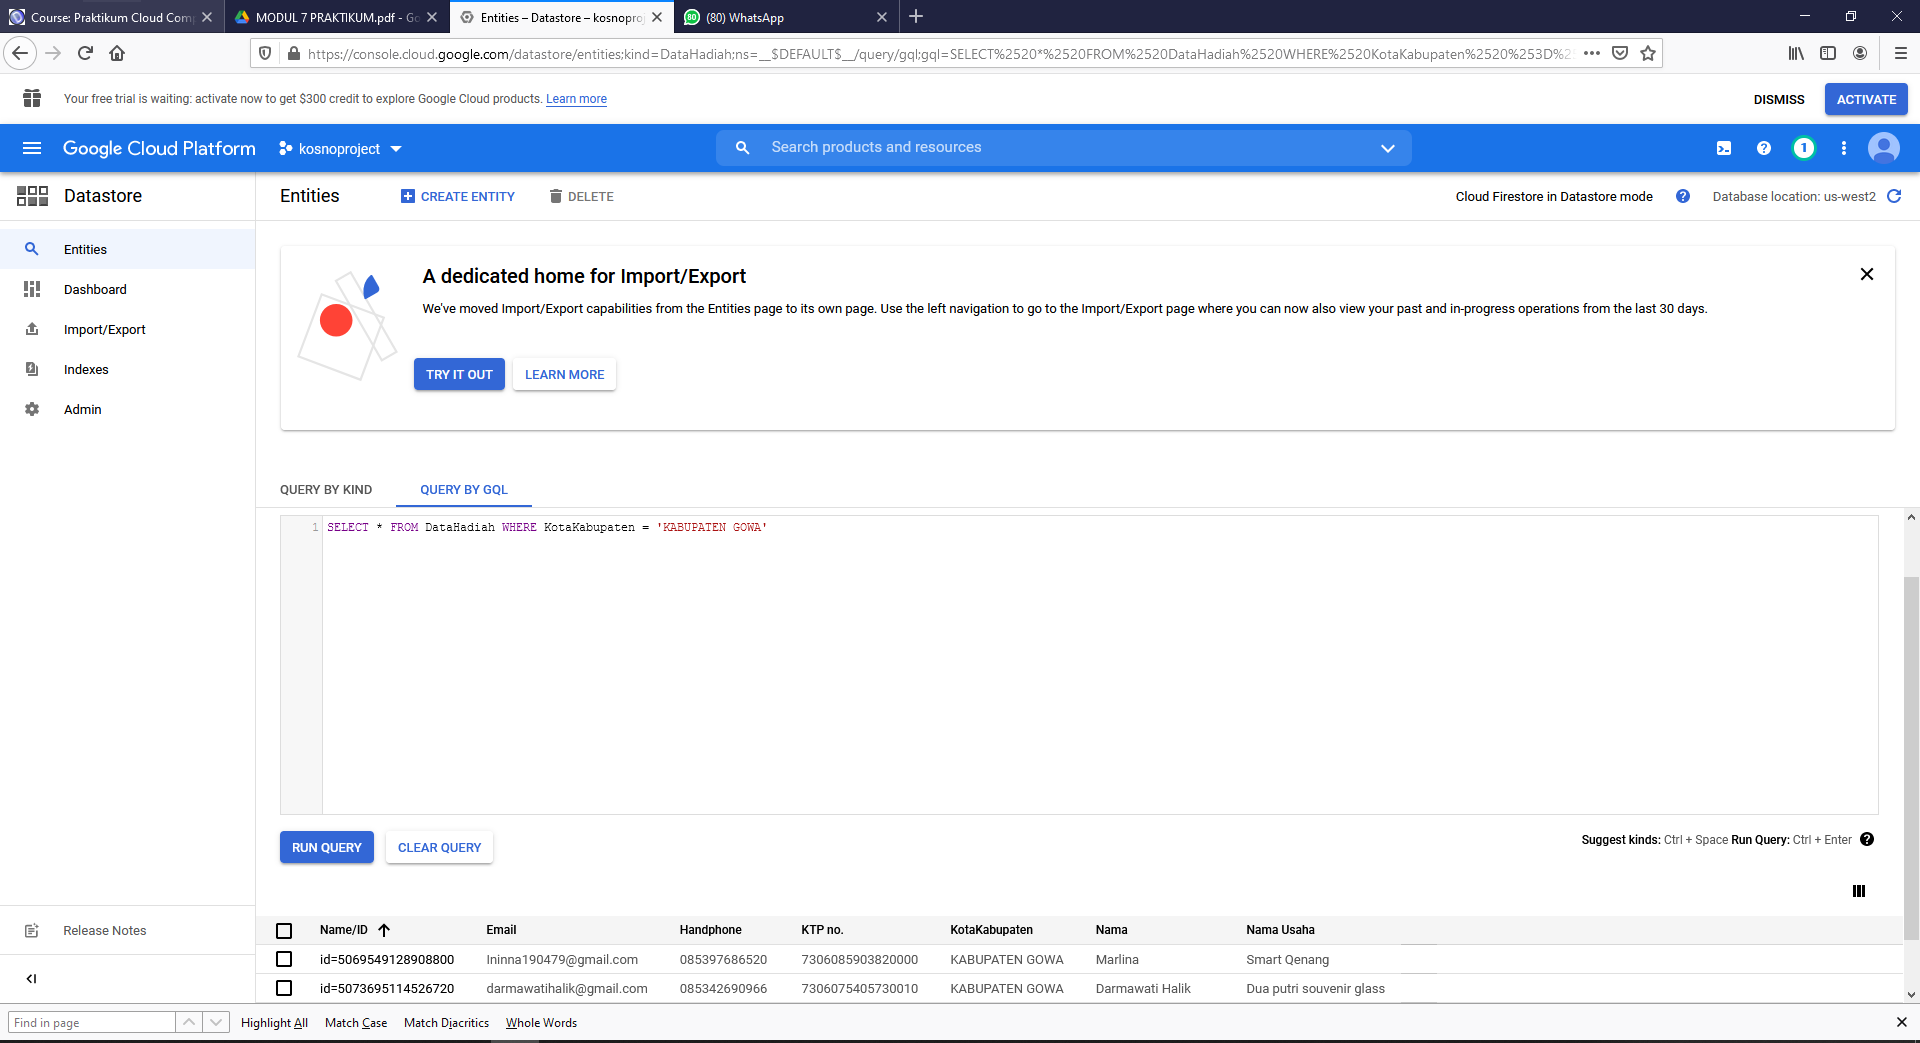 Course: Praktikum Cloud Comp
MODUL 7 PRAKTIKUM.pdf - Go
Entities – Datastore – kosnoproj
80
(80) WhatsApp
https://console.cloud.google.com/datastore/entities;kind=DataHadiah;ns=__$DEFAULT$__/query/gql;gql=SELECT%2520*%2520FROM%2520DataHadiah%2520WHERE%2520KotaKabupaten%2520%253D%2
Your free trial is waiting: activate now to get $300 credit to explore Google Cloud products. Learn more
DISMISS
ACTIVATE
Google Cloud Platform
kosnoproject
Search products and resources
1
Datastore
Entities
CREATE ENTITY
DELETE
Cloud Firestore in Datastore mode
Database location: us-west2
Entities
Dashboard
Import/Export
Indexes
Admin
A dedicated home for Import/Export
We've moved Import/Export capabilities from the Entities page to its own page. Use the left navigation to go to the Import/Export page where you can now also view your past and in-progress operations from the last 30 days.
TRY IT OUT
LEARN MORE
QUERY BY KIND
QUERY BY GQL
1 SELECT * FROM DataHadiah WHERE KotaKabupaten = 'KABUPATEN GOWA'
RUN QUERY
CLEAR QUERY
Suggest kinds: Ctrl + Space Run Query: Ctrl + Enter
Name/ID Email Handphone KTP no. KotaKabupaten Nama Nama Usaha
id=5069549128908800 Ininna190479@gmail.com 085397686520 7306085903820000 KABUPATEN GOWA Marlina Smart Qenang
id=5073695114526720 darmawatihalik@gmail.com 085342690966 7306075405730010 KABUPATEN GOWA Darmawati Halik Dua putri souvenir glass
Release Notes
Find in page
Highlight All
Match Case
Match Diacritics
Whole Words